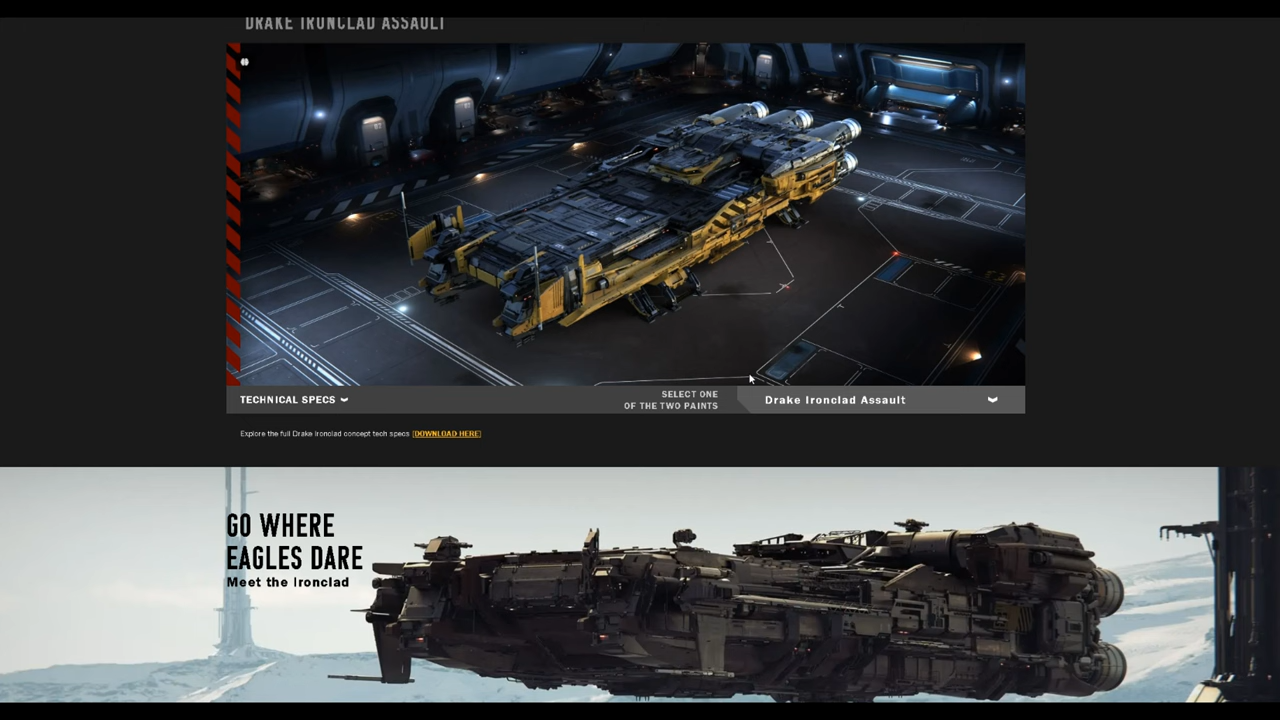 DRAKE IRONCLAD ASSAULT
TECHNICAL SPECS
SELECT ONE
OF THE TWO PAINTS
Drake Ironclad Assault
Explore the full Drake Ironclad concept tech specs [DOWNLOAD HERE]
GO WHERE
EAGLES DARE
Meet the Ironclad